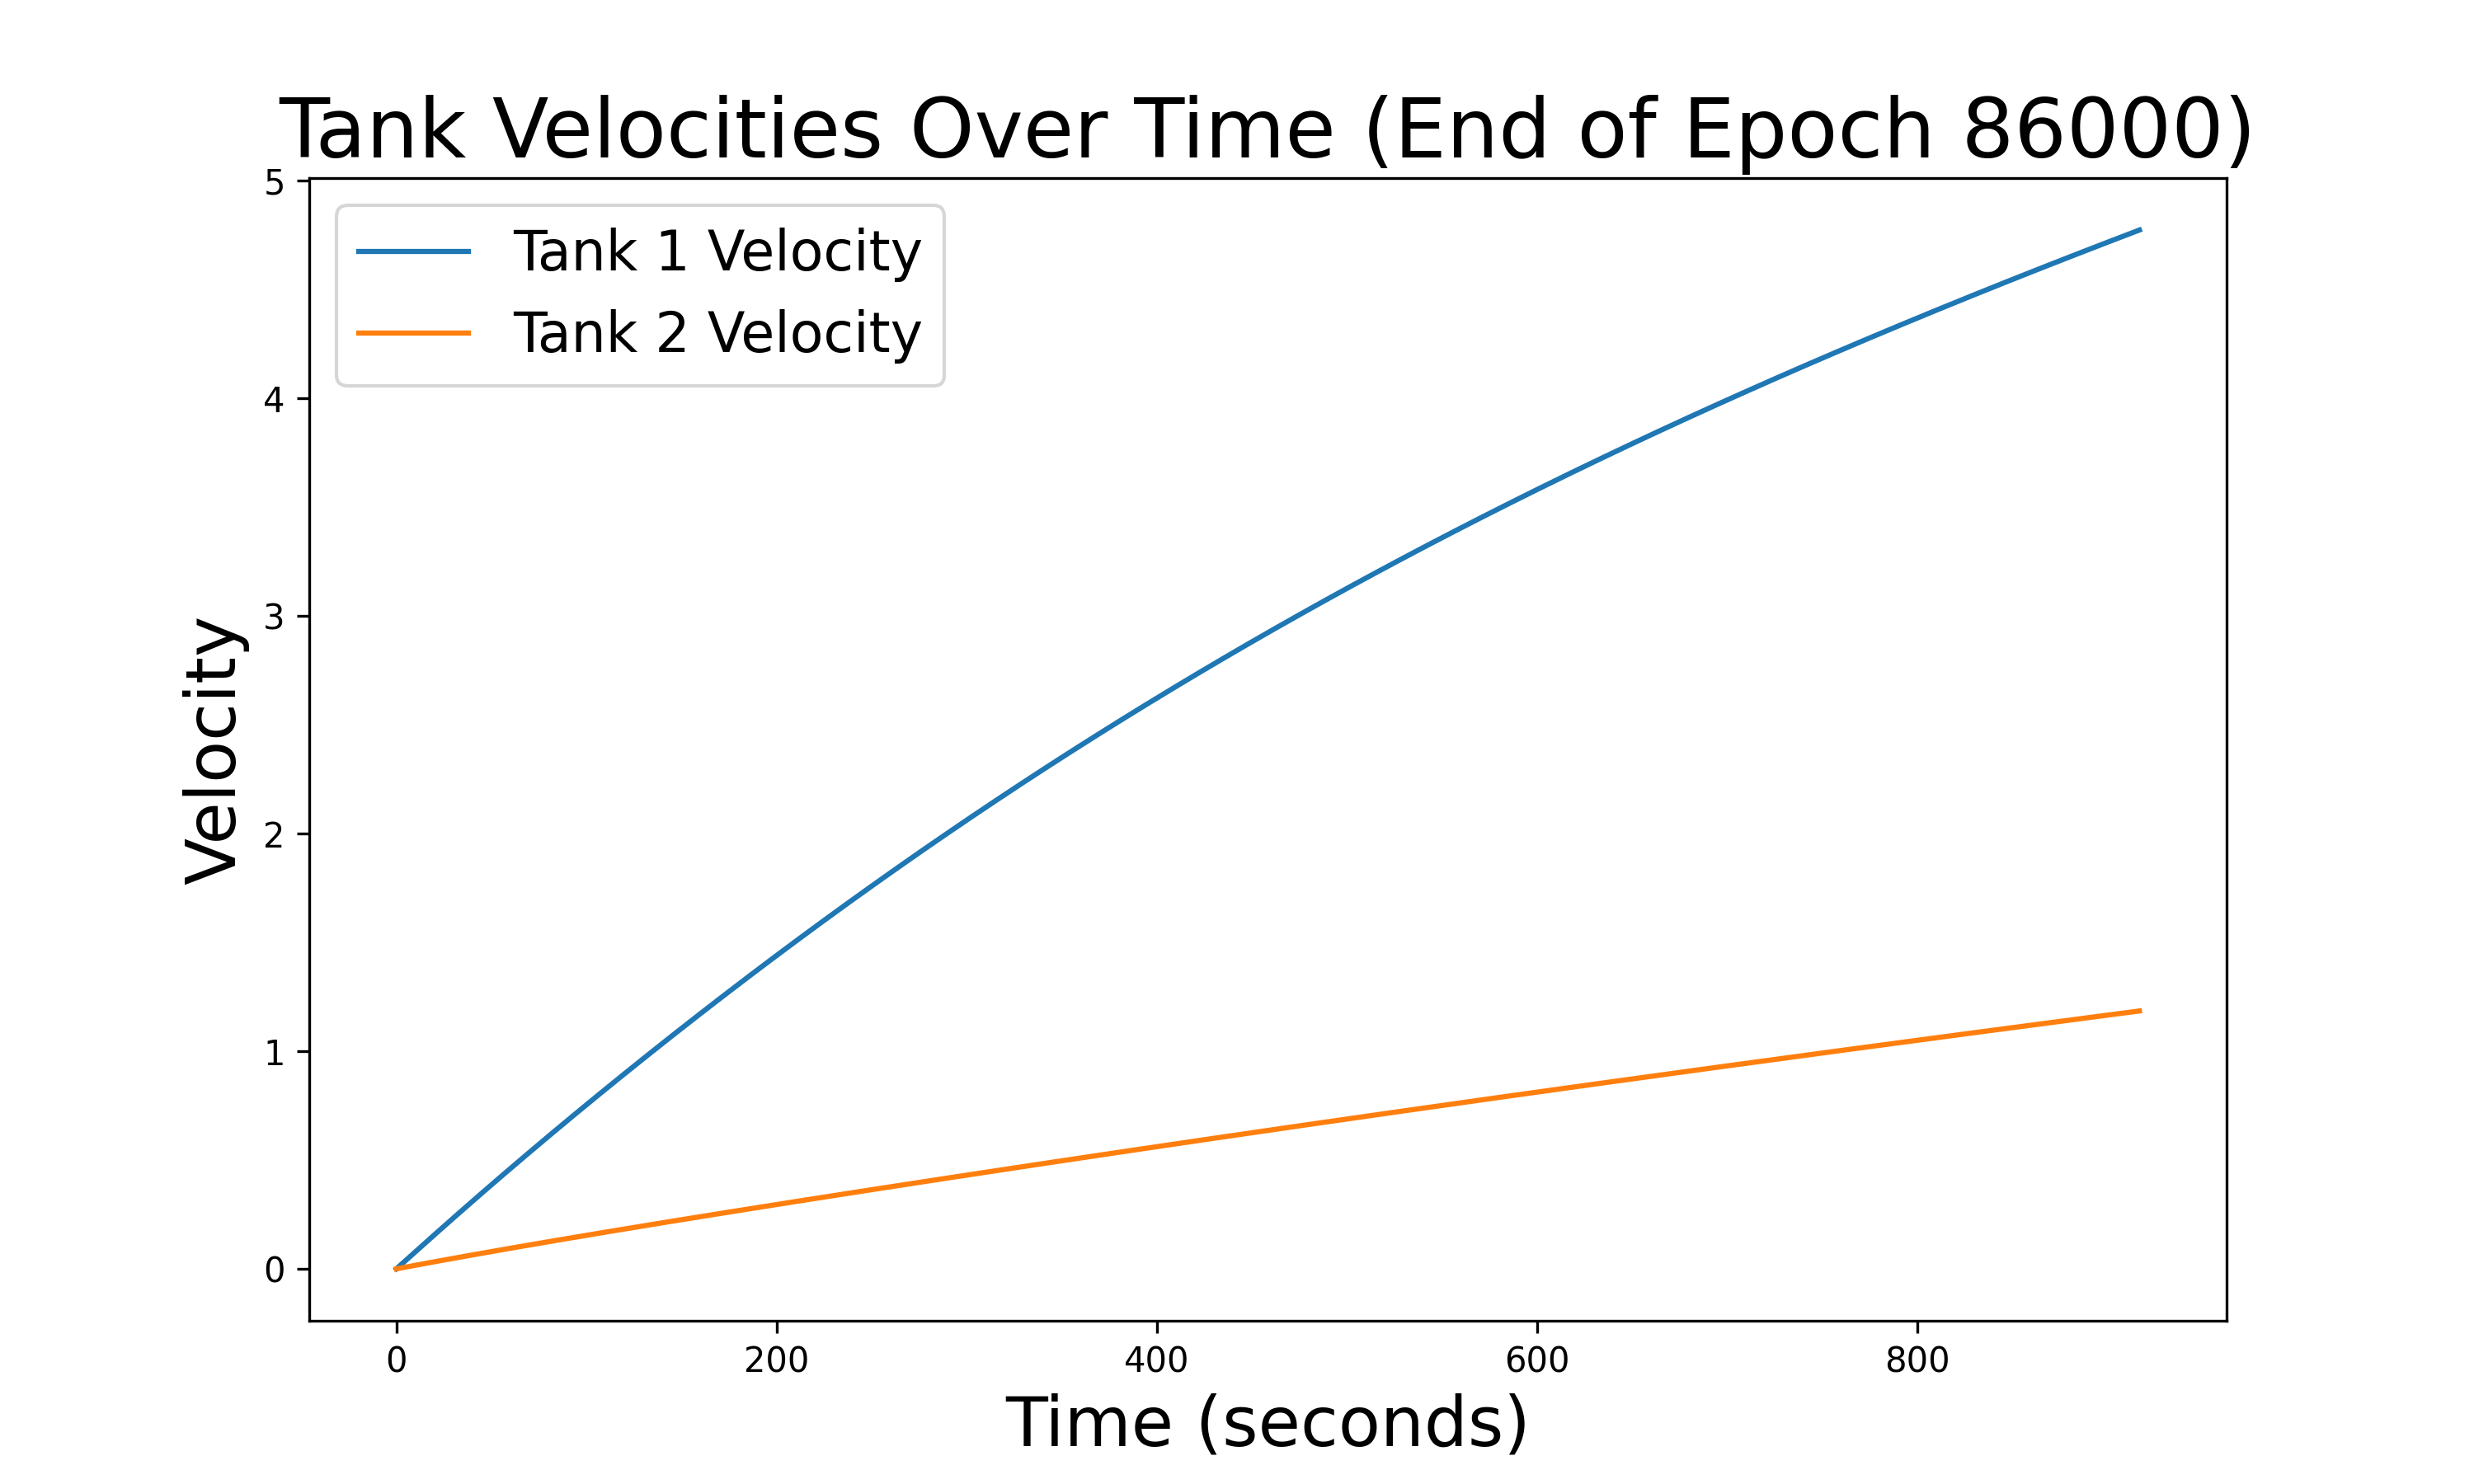 Tank Velocities Over Time (End of Epoch 86000)
Tank 1 Velocity
Tank 2 Velocity
Velocity
5
4
3
2
1
0
0 200 400 600 800
Time (seconds)